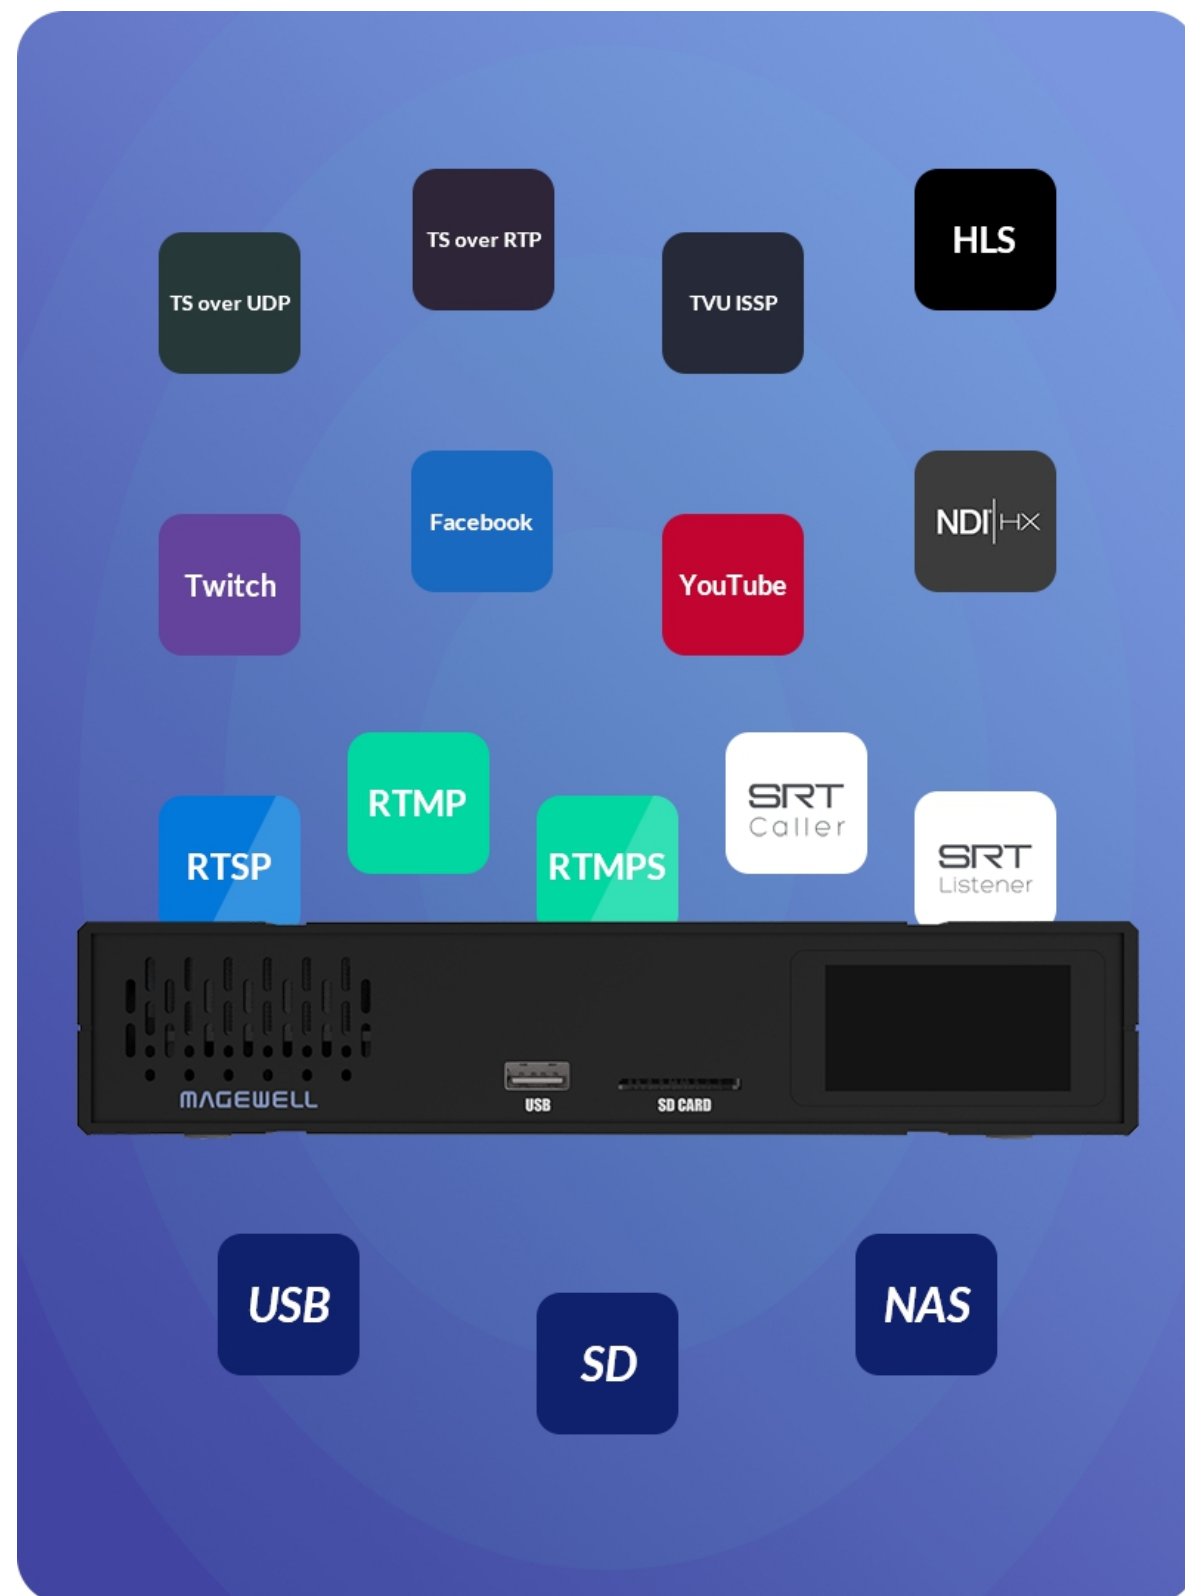 TS over UDP
TS over RTP
TVU ISSP
HLS
Twitch
Facebook
YouTube
NDI HX
RTSP
RTMP
RTMPS
SRT
Caller
SRT
Listener
MAGEWELL
USB
SD CARD
USB
SD
NAS